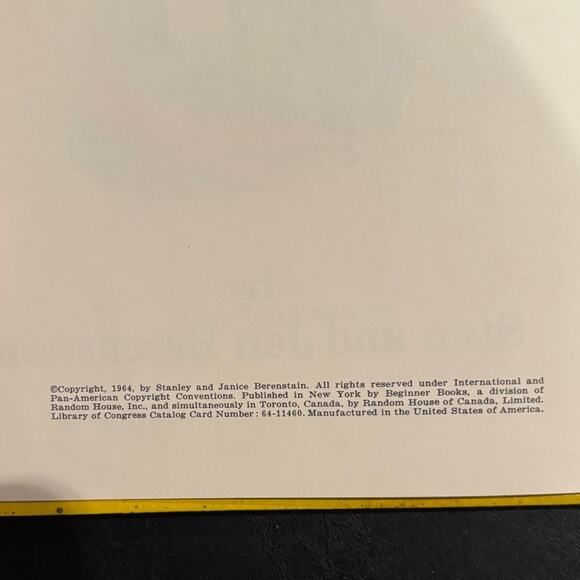 ©Copyright, 1964, by Stanley and Janice Berenstain. All rights reserved under International and
Pan-American Copyright Conventions. Published in New York by Beginner Books, a division of
Random House, Inc., and simultaneously in Toronto, Canada, by Random House of Canada, Limited.
Library of Congress Catalog Card Number: 64-11460. Manufactured in the United States of America.